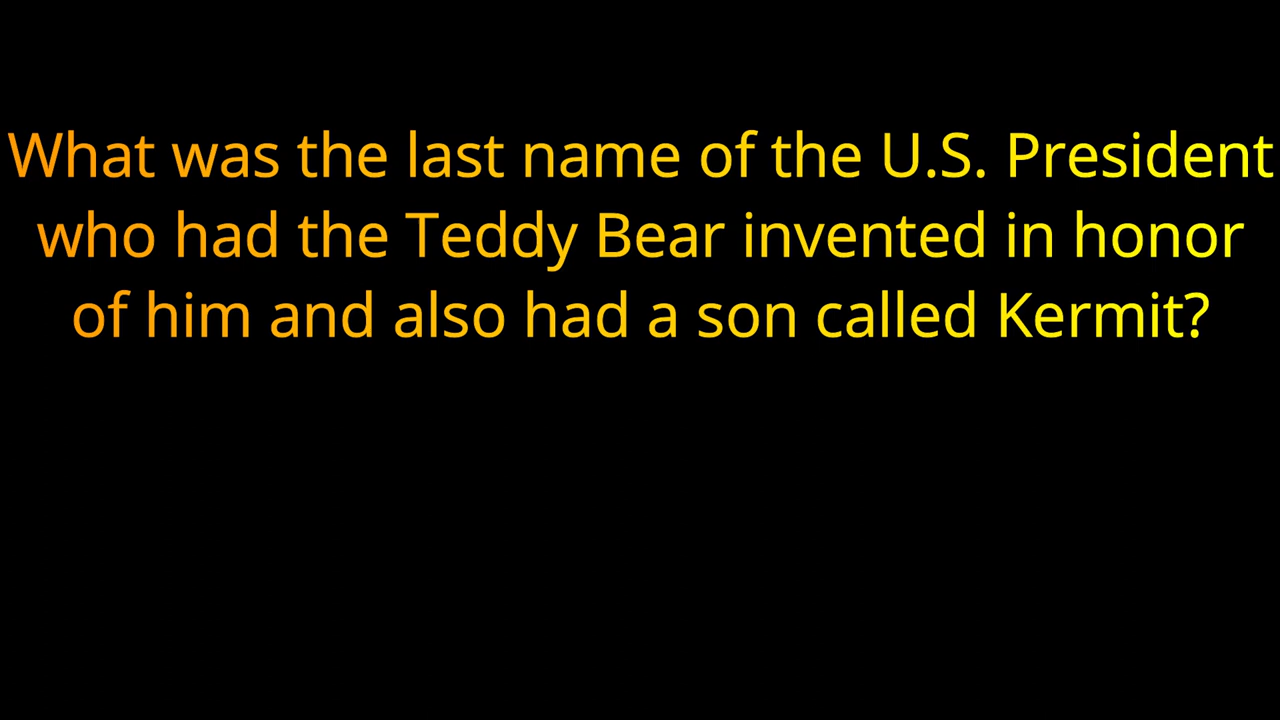 What was the last name of the U.S. President
who had the Teddy Bear invented in honor
of him and also had a son called Kermit?